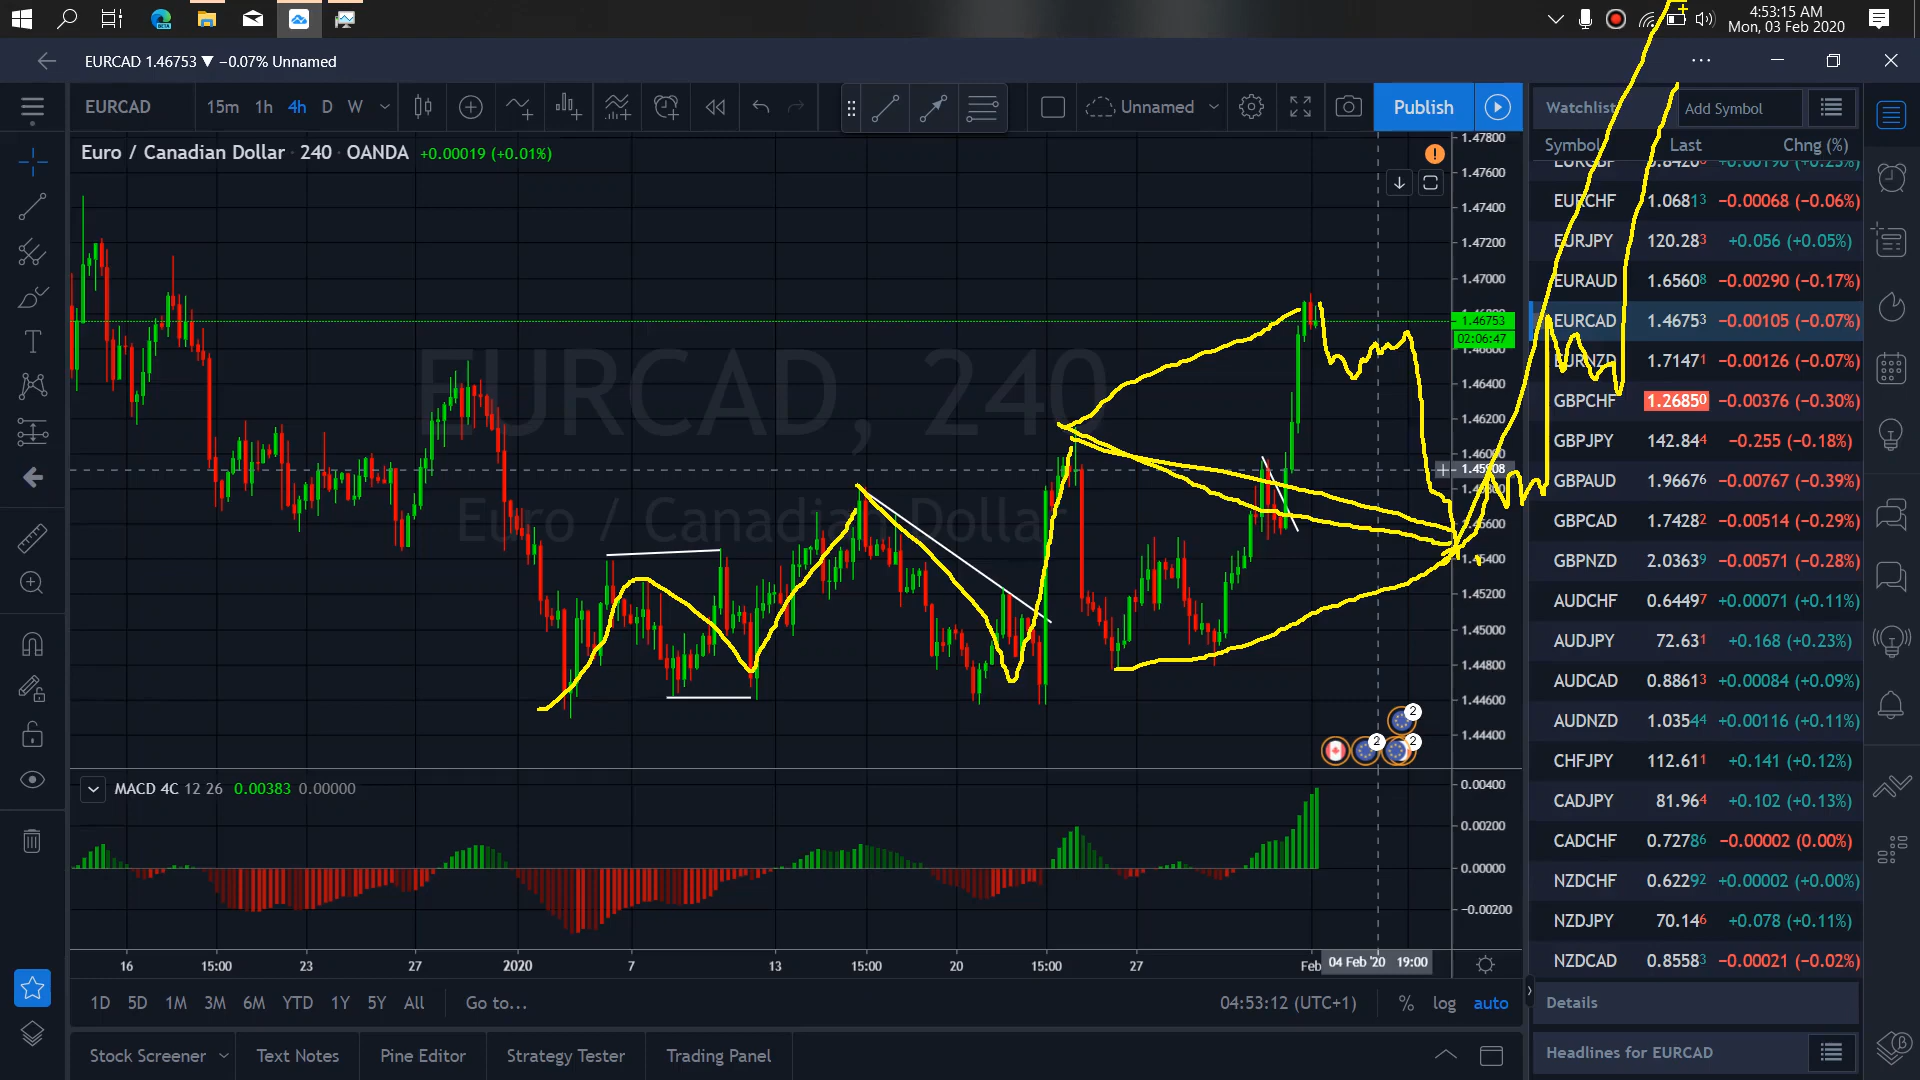 4:53:15 AM
Mon, 03 Feb 2020
EURCAD 1.46753 ▼ −0.07% Unnamed
EURCAD 15m 1h 4h D W Unnamed Publish
Watchlist Add Symbol
Euro / Canadian Dollar · 240 · OANDA +0.00019 (+0.01%)
Symbol Last Chng (%)
EURGBP
EURCHF 1.06813 −0.00068 (−0.06%)
EURJPY 120.283 +0.056 (+0.05%)
EURAUD 1.65608 −0.00290 (−0.17%)
EURCAD 1.46753 −0.00105 (−0.07%)
EURNZD 1.71471 −0.00126 (−0.07%)
GBPCHF 1.26850 −0.00376 (−0.30%)
GBPJPY 142.844 −0.255 (−0.18%)
GBPAUD 1.96676 −0.00767 (−0.39%)
GBPCAD 1.74282 −0.00514 (−0.29%)
GBPNZD 2.03639 −0.00571 (−0.28%)
AUDCHF 0.64497 +0.00071 (+0.11%)
AUDJPY 72.631 +0.168 (+0.23%)
AUDCAD 0.88613 +0.00084 (+0.09%)
AUDNZD 1.03544 +0.00116 (+0.11%)
CHFJPY 112.611 +0.141 (+0.12%)
CADJPY 81.964 +0.102 (+0.13%)
CADCHF 0.72786 −0.00002 (0.00%)
NZDCHF 0.62292 +0.00002 (+0.00%)
NZDJPY 70.146 +0.078 (+0.11%)
NZDCAD 0.85583 −0.00021 (−0.02%)
Details
Headlines for EURCAD
1.47800
1.47600
1.47400
1.47200
1.47000
1.46753
02:06:47
1.46600
1.46400
1.46200
1.46000
1.45908
1.45800
1.45600
1.45400
1.45200
1.45000
1.44800
1.44600
1.44400
EURCAD, 240
Euro / Canadian Dollar
2
2
2
MACD 4C 12 26 0.00383 0.00000
0.00400
0.00200
0.00000
−0.00200
16 15:00 23 27 2020 7 13 15:00 20 15:00 27 Feb 04 Feb '20 19:00
1D 5D 1M 3M 6M YTD 1Y 5Y All Go to... 04:53:12 (UTC+1) % log auto
Stock Screener Text Notes Pine Editor Strategy Tester Trading Panel